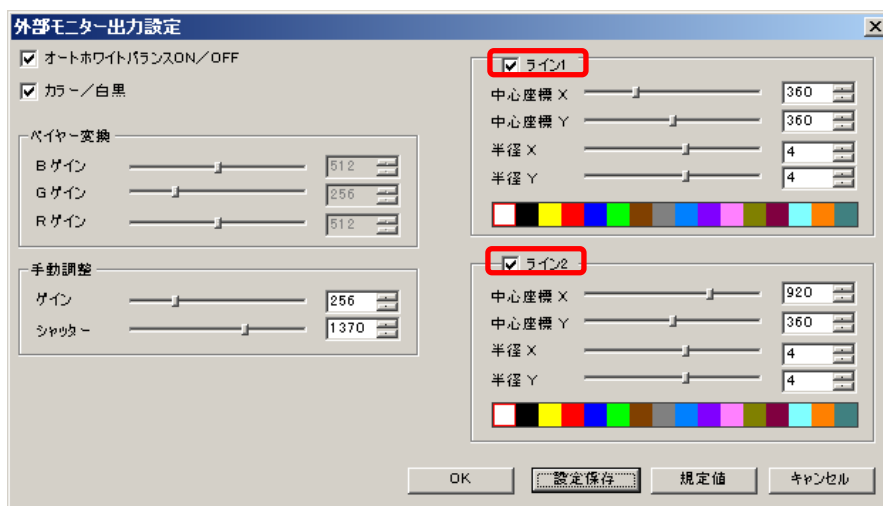 外部モニター出力設定
オートホワイトバランスON/OFF
カラー/白黒
ベイヤー変換
Bゲイン 512
Gゲイン 256
Rゲイン 512
手動調整
ゲイン 256
シャッター 1370
ライン1
中心座標 X 360
中心座標 Y 360
半径 X 4
半径 Y 4
ライン2
中心座標 X 920
中心座標 Y 360
半径 X 4
半径 Y 4
OK 設定保存 規定値 キャンセル